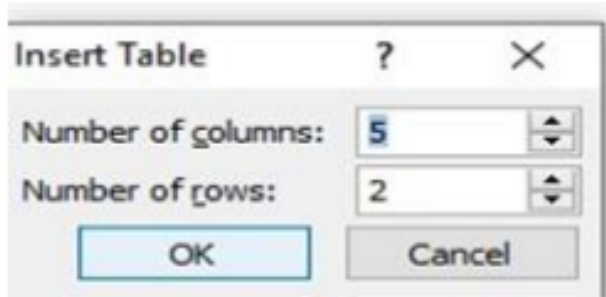 Insert Table ? ×
Number of columns: 5
Number of rows: 2
OK Cancel